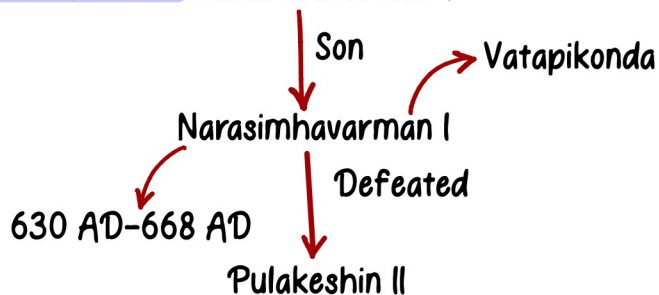 Son
Vatapikonda
Narasimhavarman I
Defeated
630 AD-668 AD
Pulakeshin II